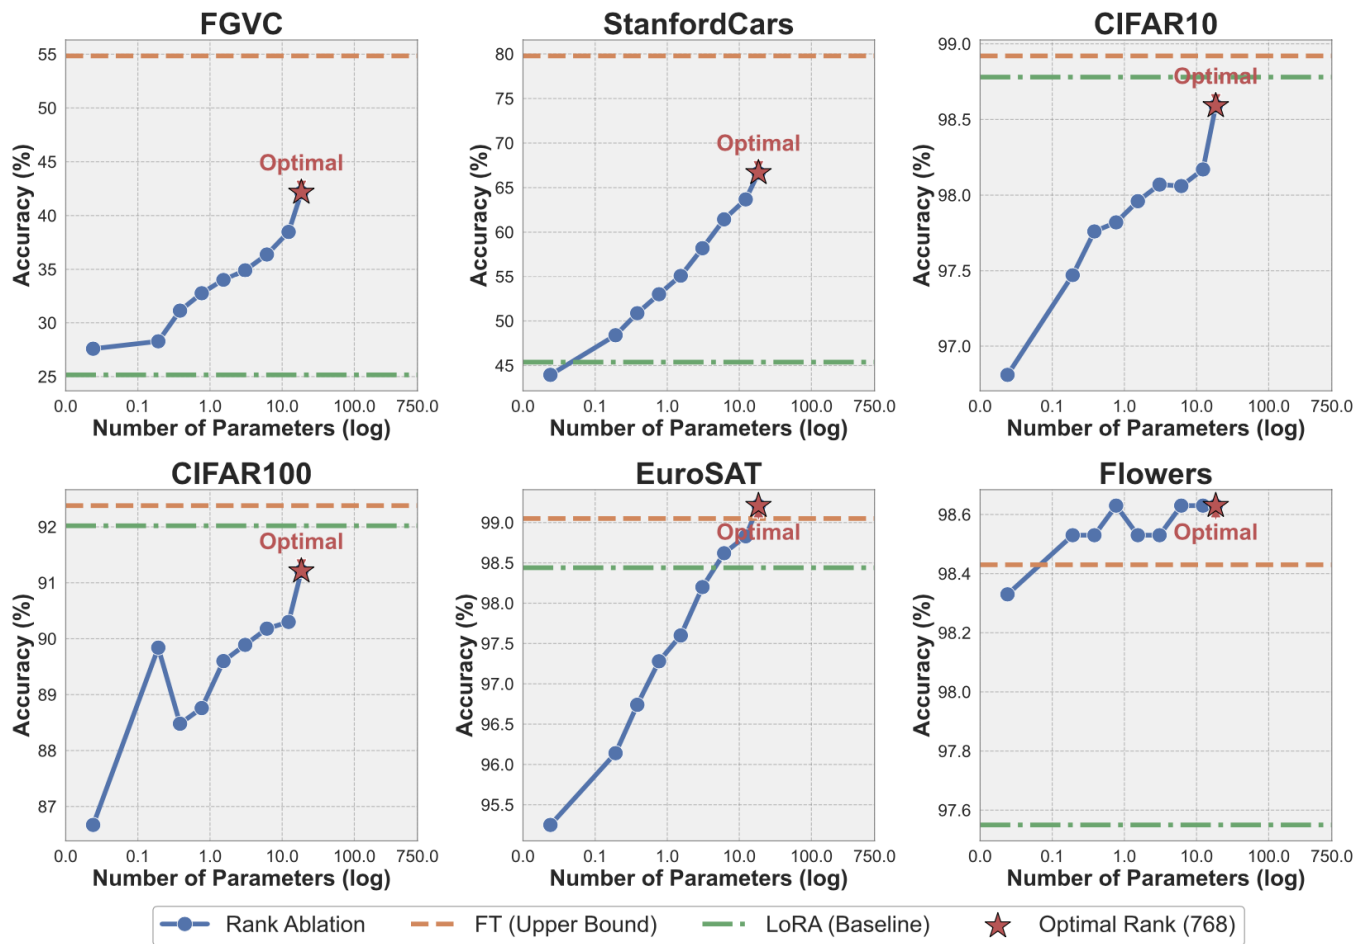 FGVC
StanfordCars
CIFAR10
55
50
45
40
35
30
25
Accuracy (%)
Optimal
0.0 0.1 1.0 10.0 100.0 750.0
Number of Parameters (log)
80
75
70
65
60
55
50
45
Accuracy (%)
Optimal
0.0 0.1 1.0 10.0 100.0 750.0
Number of Parameters (log)
99.0
98.5
98.0
97.5
97.0
Accuracy (%)
Optimal
0.0 0.1 1.0 10.0 100.0 750.0
Number of Parameters (log)
CIFAR100
EuroSAT
Flowers
92
91
90
89
88
87
Accuracy (%)
Optimal
0.0 0.1 1.0 10.0 100.0 750.0
Number of Parameters (log)
99.0
98.5
98.0
97.5
97.0
96.5
96.0
95.5
Accuracy (%)
Optimal
0.0 0.1 1.0 10.0 100.0 750.0
Number of Parameters (log)
98.6
98.4
98.2
98.0
97.8
97.6
Accuracy (%)
Optimal
0.0 0.1 1.0 10.0 100.0 750.0
Number of Parameters (log)
Rank Ablation FT (Upper Bound) LoRA (Baseline) Optimal Rank (768)